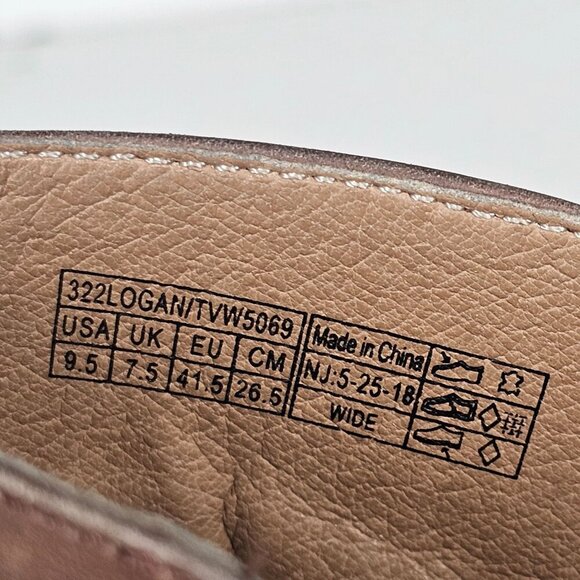 322LOGAN/TVW5069
USA UK EU CM
9.5 7.5 41.5 26.5
Made in China
NJ:5-25-18
WIDE